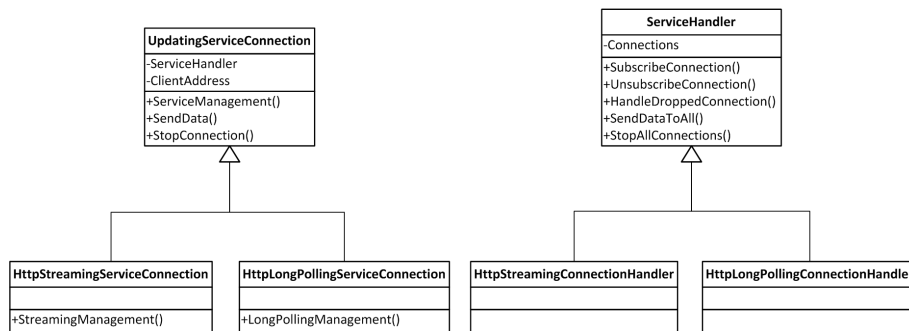 UpdatingServiceConnection
-ServiceHandler
-ClientAddress
+ServiceManagement()
+SendData()
+StopConnection()
ServiceHandler
-Connections
+SubscribeConnection()
+UnsubscribeConnection()
+HandleDroppedConnection()
+SendDataToAll()
+StopAllConnections()
HttpStreamingServiceConnection
+StreamingManagement()
HttpLongPollingServiceConnection
+LongPollingManagement()
HttpStreamingConnectionHandler
HttpLongPollingConnectionHandle